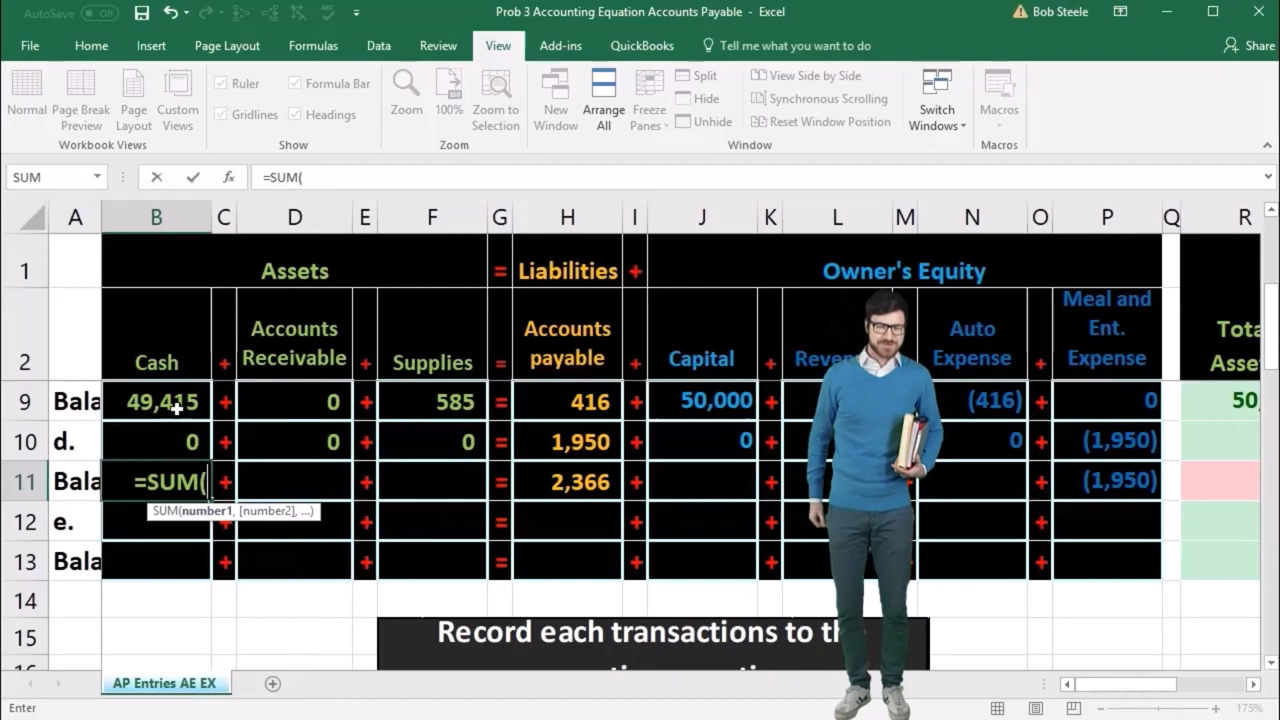 AutoSave Off Prob 3 Accounting Equation Accounts Payable - Excel Bob Steele
File Home Insert Page Layout Formulas Data Review View Add-ins QuickBooks Tell me what you want to do Share
Normal Page Break Preview Page Layout Custom Views
Workbook Views
Ruler Formula Bar
Gridlines Headings
Show
Zoom 100% Zoom to Selection
Zoom
New Window Arrange All Freeze Panes
Split View Side by Side
Hide Synchronous Scrolling
Unhide Reset Window Position
Switch Windows
Window
Macros
Macros
SUM =SUM(
A B C D E F G H I J K L M N O P Q R
1 Assets = Liabilities + Owner's Equity
2 Cash + Accounts Receivable + Supplies = Accounts payable + Capital + Auto Expense + Meal and Ent. Expense
9 Bala 49,415 + 0 + 585 = 416 + 50,000 + (416) + 0 50,
10 d. 0 + 0 + 0 = 1,950 + 0 + 0 + (1,950)
11 Bala =SUM( + = 2,366 + + + (1,950)
SUM(number1, [number2], ...)
12 e. + + = + + +
13 Bala + + = + + +
14
15 Record each transactions to
AP Entries AE EX
Enter 175%